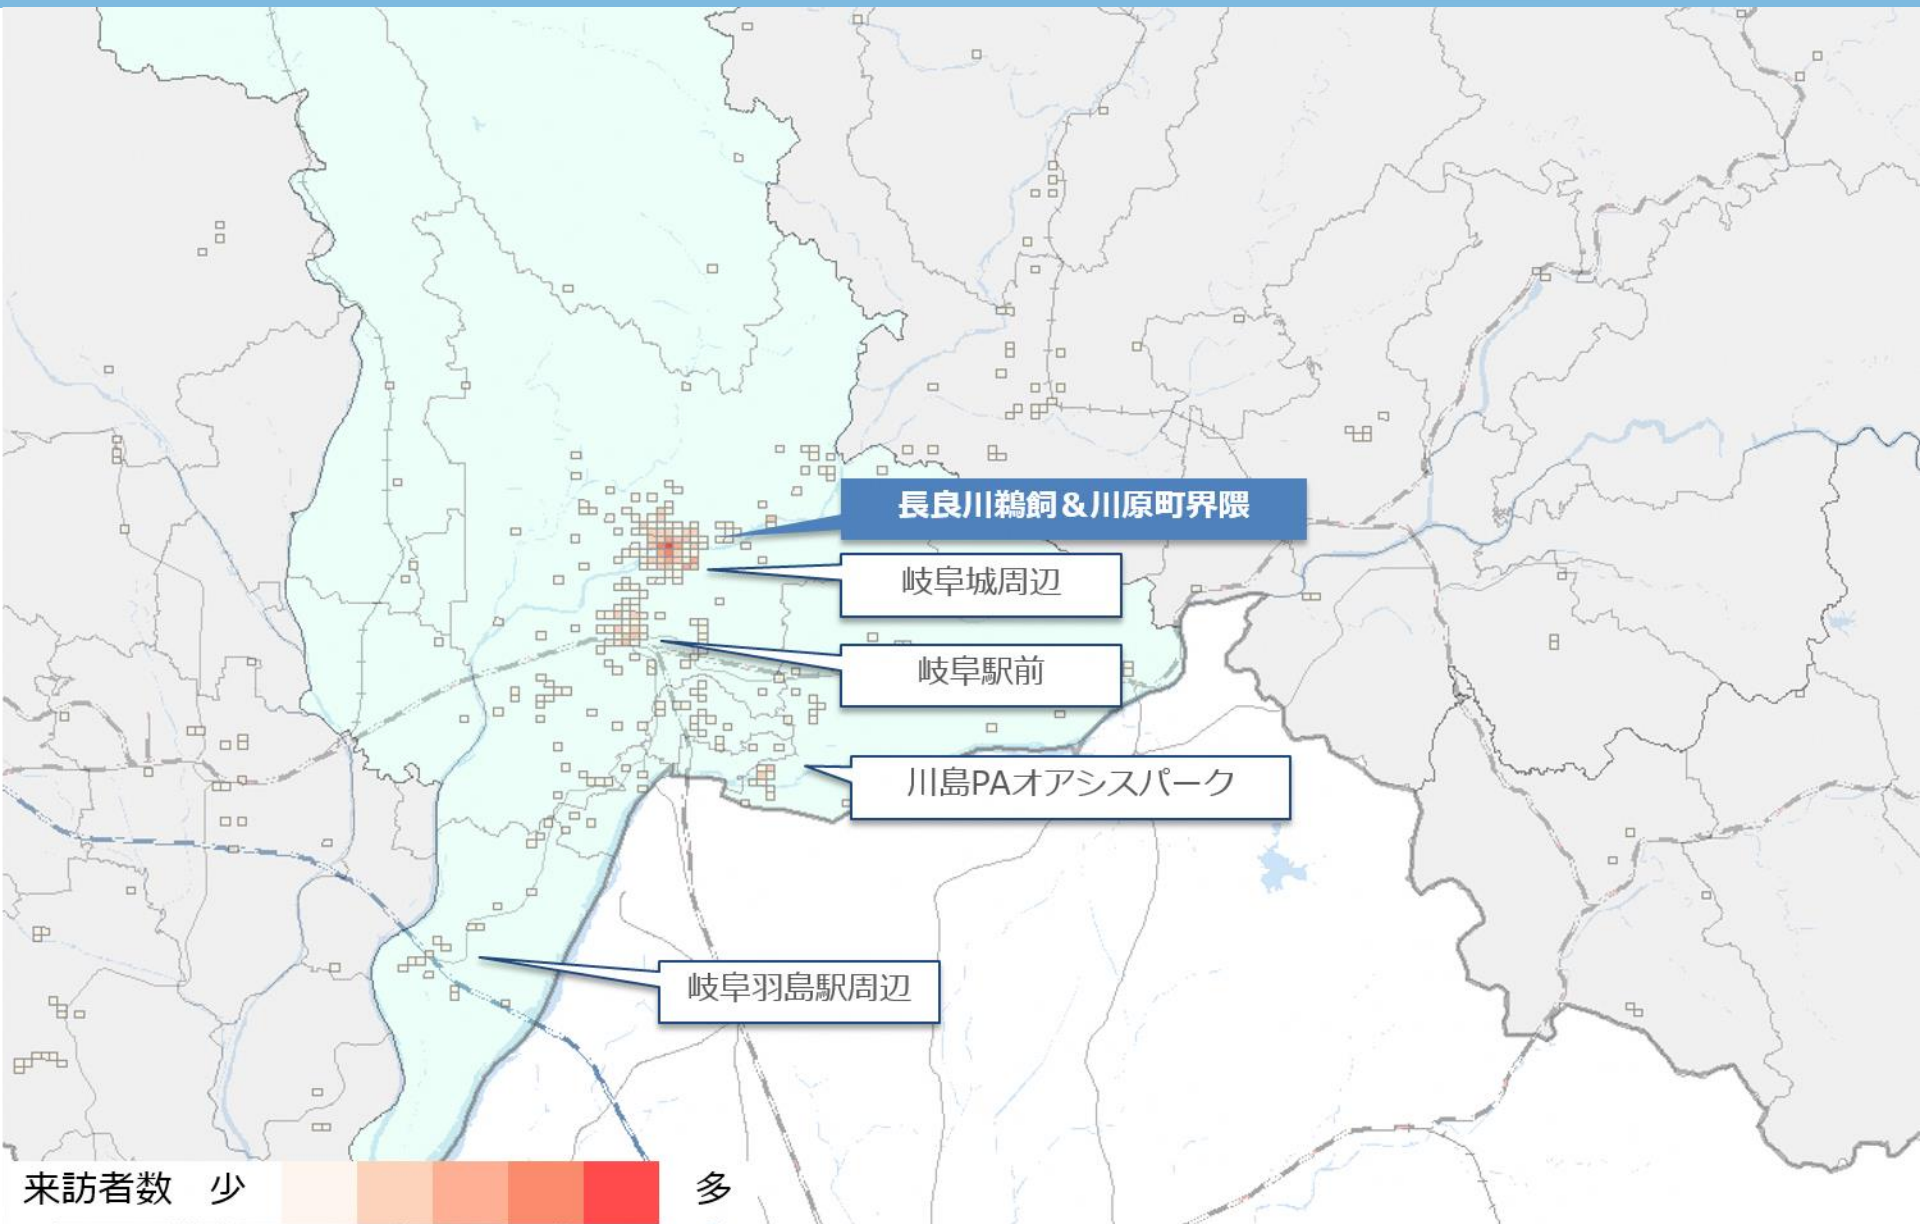 長良川鵜飼＆川原町界隈
岐阜城周辺
岐阜駅前
川島PAオアシスパーク
岐阜羽島駅周辺
来訪者数 少 多